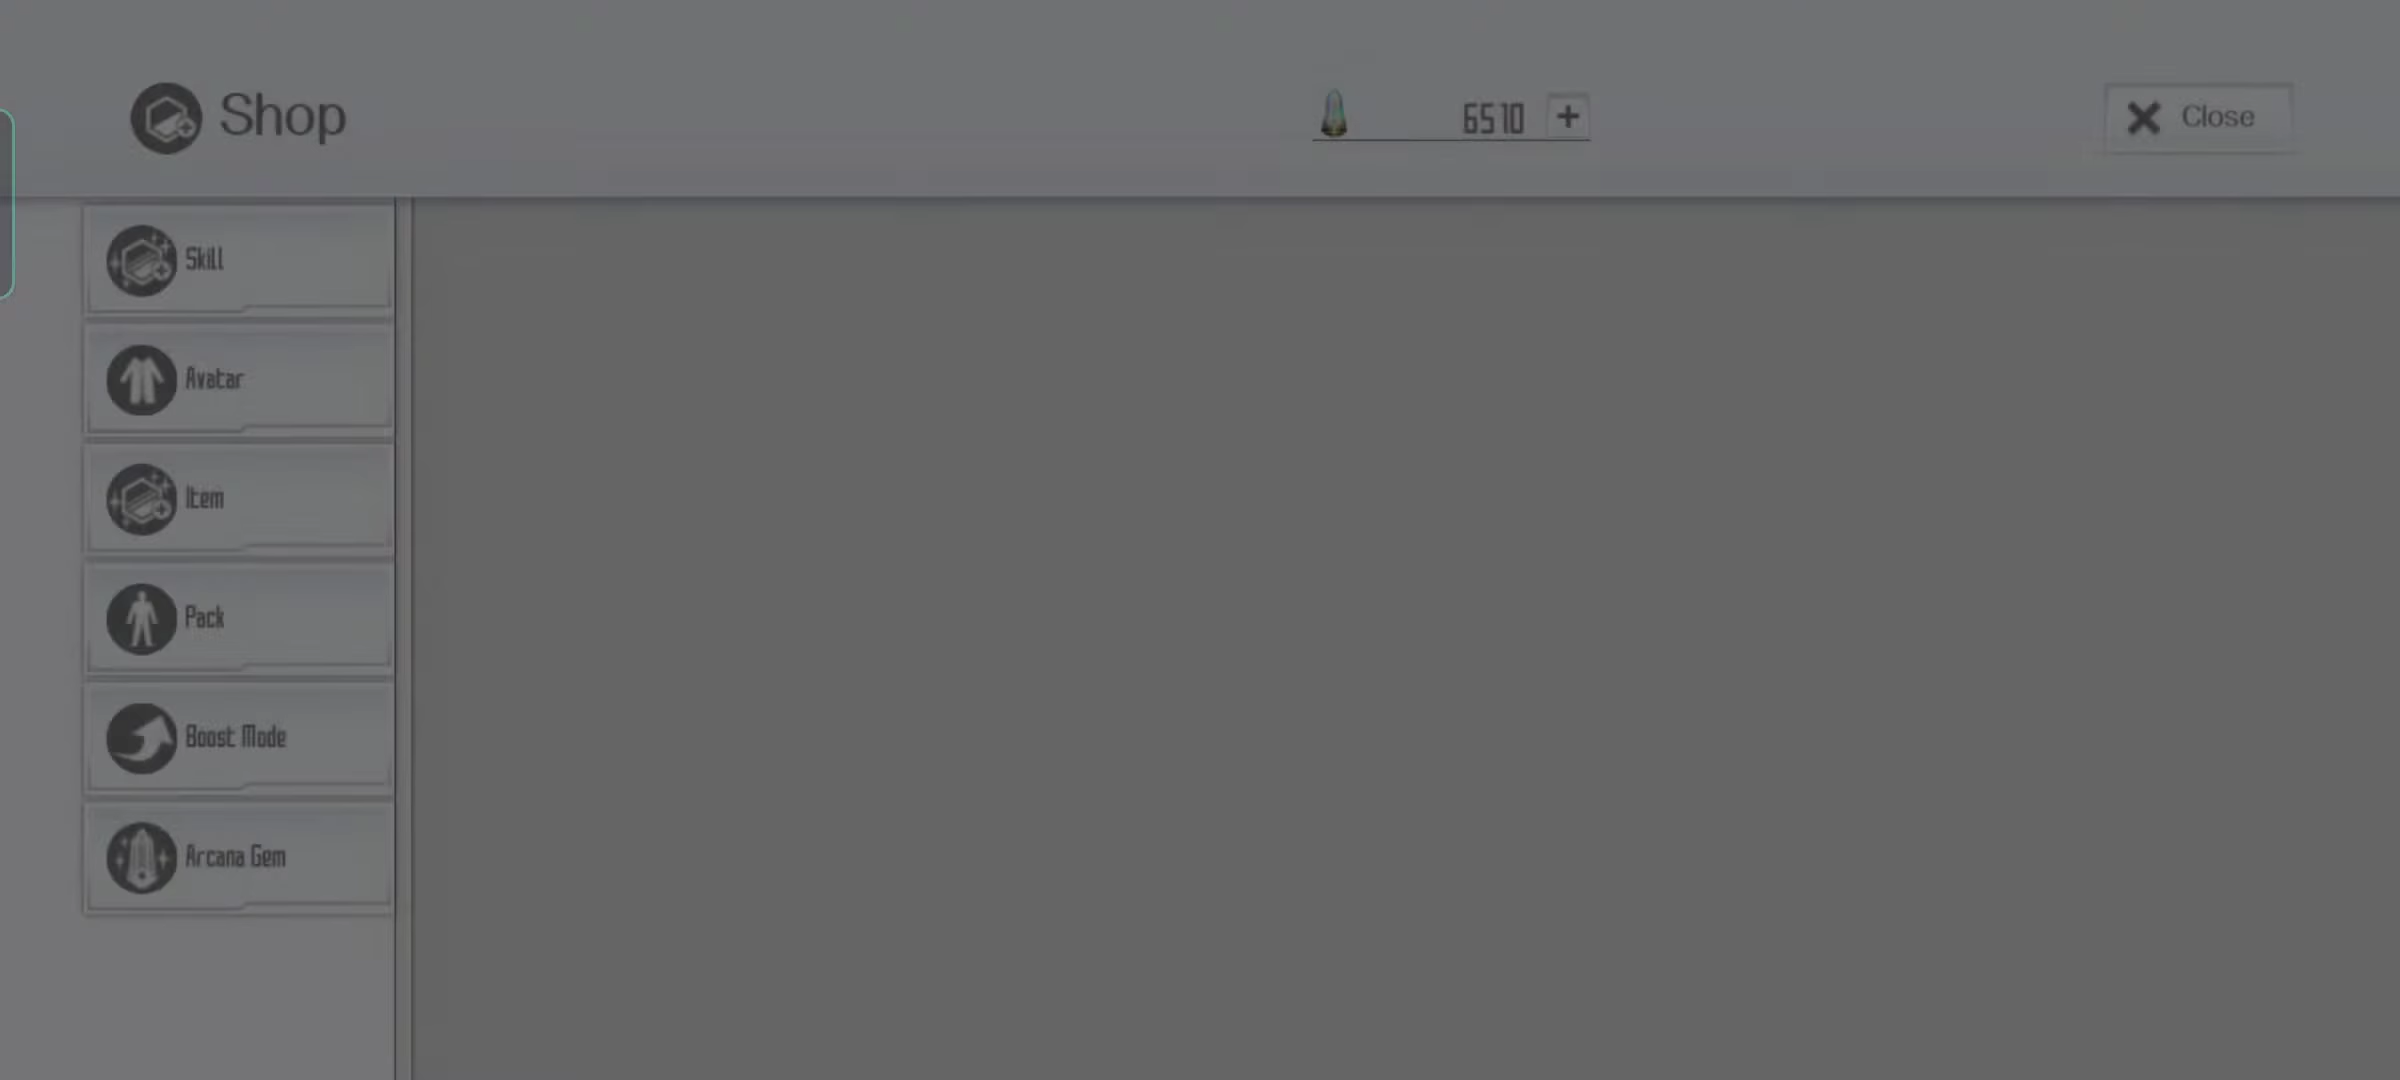 Shop
6510
Close
Skill
Avatar
Item
Pack
Boost Mode
Arcana Gem